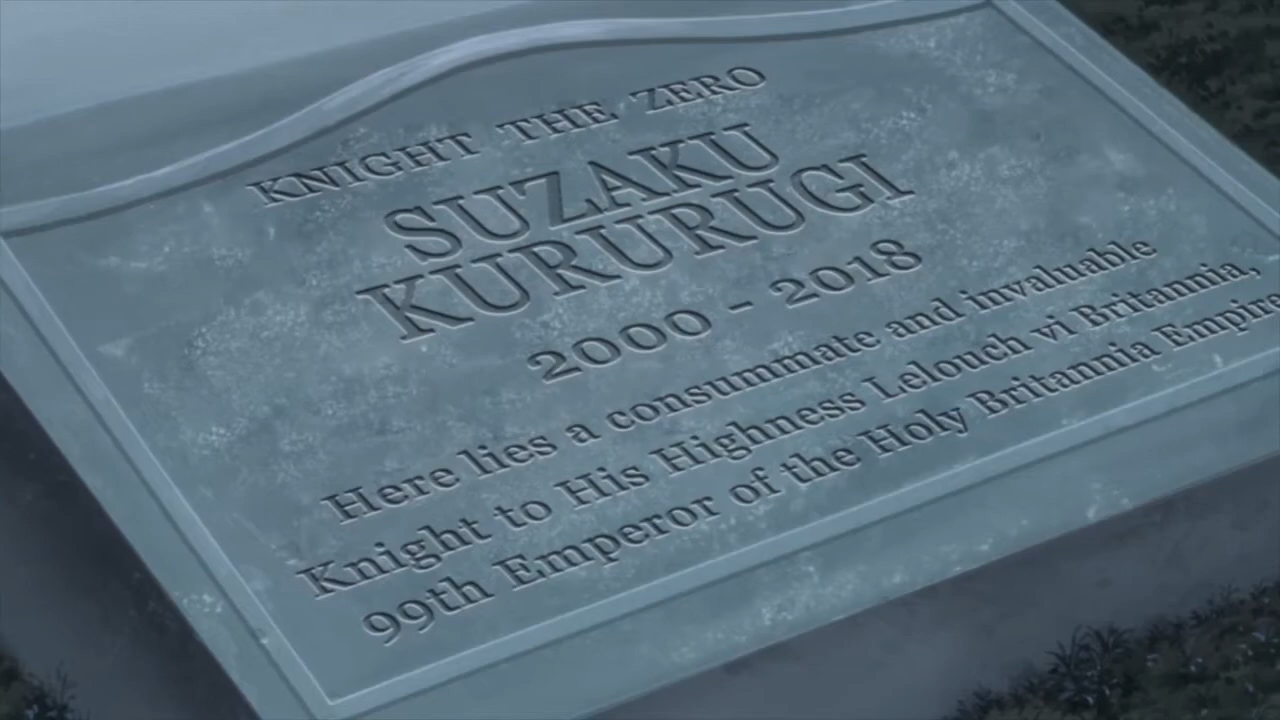 KNIGHT THE ZERO
SUZAKU
KURURUGI
2000 - 2018
Here lies a consummate and invaluable
Knight to His Highness Lelouch vi Britannia,
99th Emperor of the Holy Britannia Empire